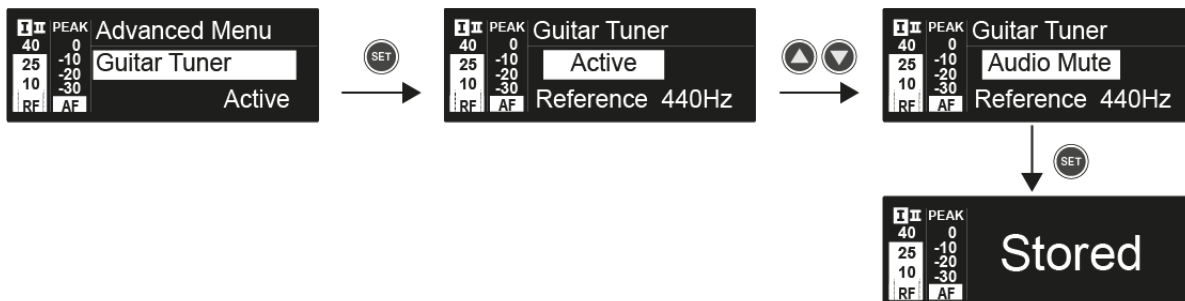 I II PEAK Advanced Menu
40 0
25 -10 Guitar Tuner
-20
10 -30
RF AF Active
SET
I II PEAK Guitar Tuner
40 0
25 -10 Active
-20
10 -30
RF AF Reference 440Hz
I II PEAK Guitar Tuner
40 0
25 -10 Audio Mute
-20
10 -30
RF AF Reference 440Hz
SET
I II PEAK
40 0
25 -10 Stored
-20
10 -30
RF AF